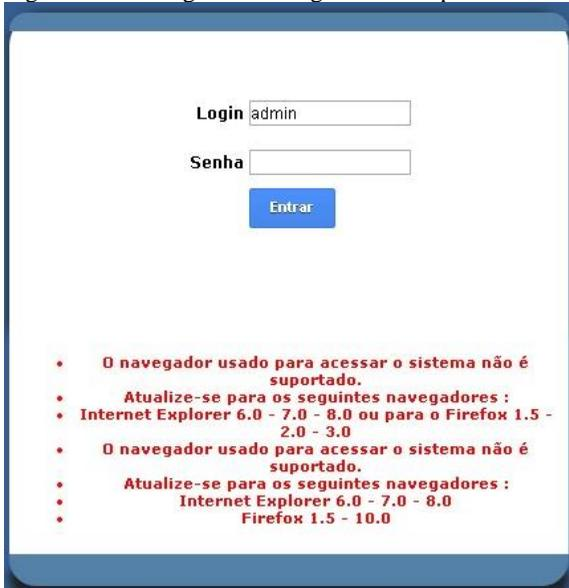 Login admin
Senha
Entrar
• O navegador usado para acessar o sistema não é
suportado.
• Atualize-se para os seguintes navegadores :
• Internet Explorer 6.0 - 7.0 - 8.0 ou para o Firefox 1.5 -
2.0 - 3.0
• O navegador usado para acessar o sistema não é
suportado.
• Atualize-se para os seguintes navegadores :
• Internet Explorer 6.0 - 7.0 - 8.0
• Firefox 1.5 - 10.0